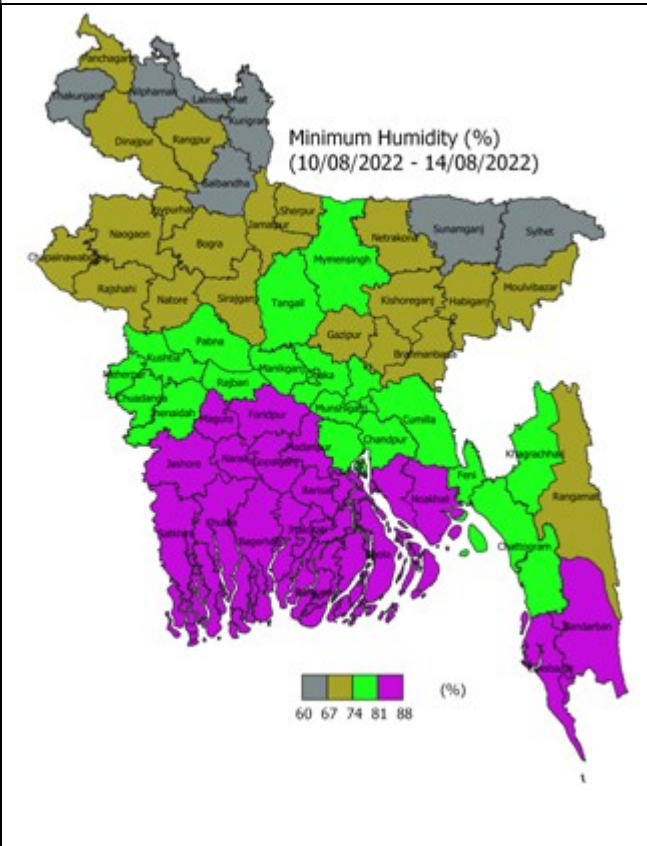 Panchagarh
Thakurgaon
Nilphamari
Lalmonirhat
Kurigram
Dinajpur
Rangpur
Gaibandha
Minimum Humidity (%)
(10/08/2022 - 14/08/2022)
Joypurhat
Sherpur
Jamalpur
Naogaon
Bogra
Mymensingh
Netrakona
Sunamganj
Sylhet
Chapainawabganj
Rajshahi
Natore
Sirajganj
Tangail
Kishoreganj
Habiganj
Moulvibazar
Gazipur
Brahmanbaria
Pabna
Kushtia
Meherpur
Chuadanga
Jhenaidah
Rajbari
Manikganj
Dhaka
Munshiganj
Cumilla
Chandpur
Magura
Faridpur
Madaripur
Jashore
Narail
Gopalganj
Barisal
Noakhali
Feni
Khagrachhari
Rangamati
Satkhira
Khulna
Bagerhat
Bhola
Chattogram
Bandarban
(%)
60 67 74 81 88